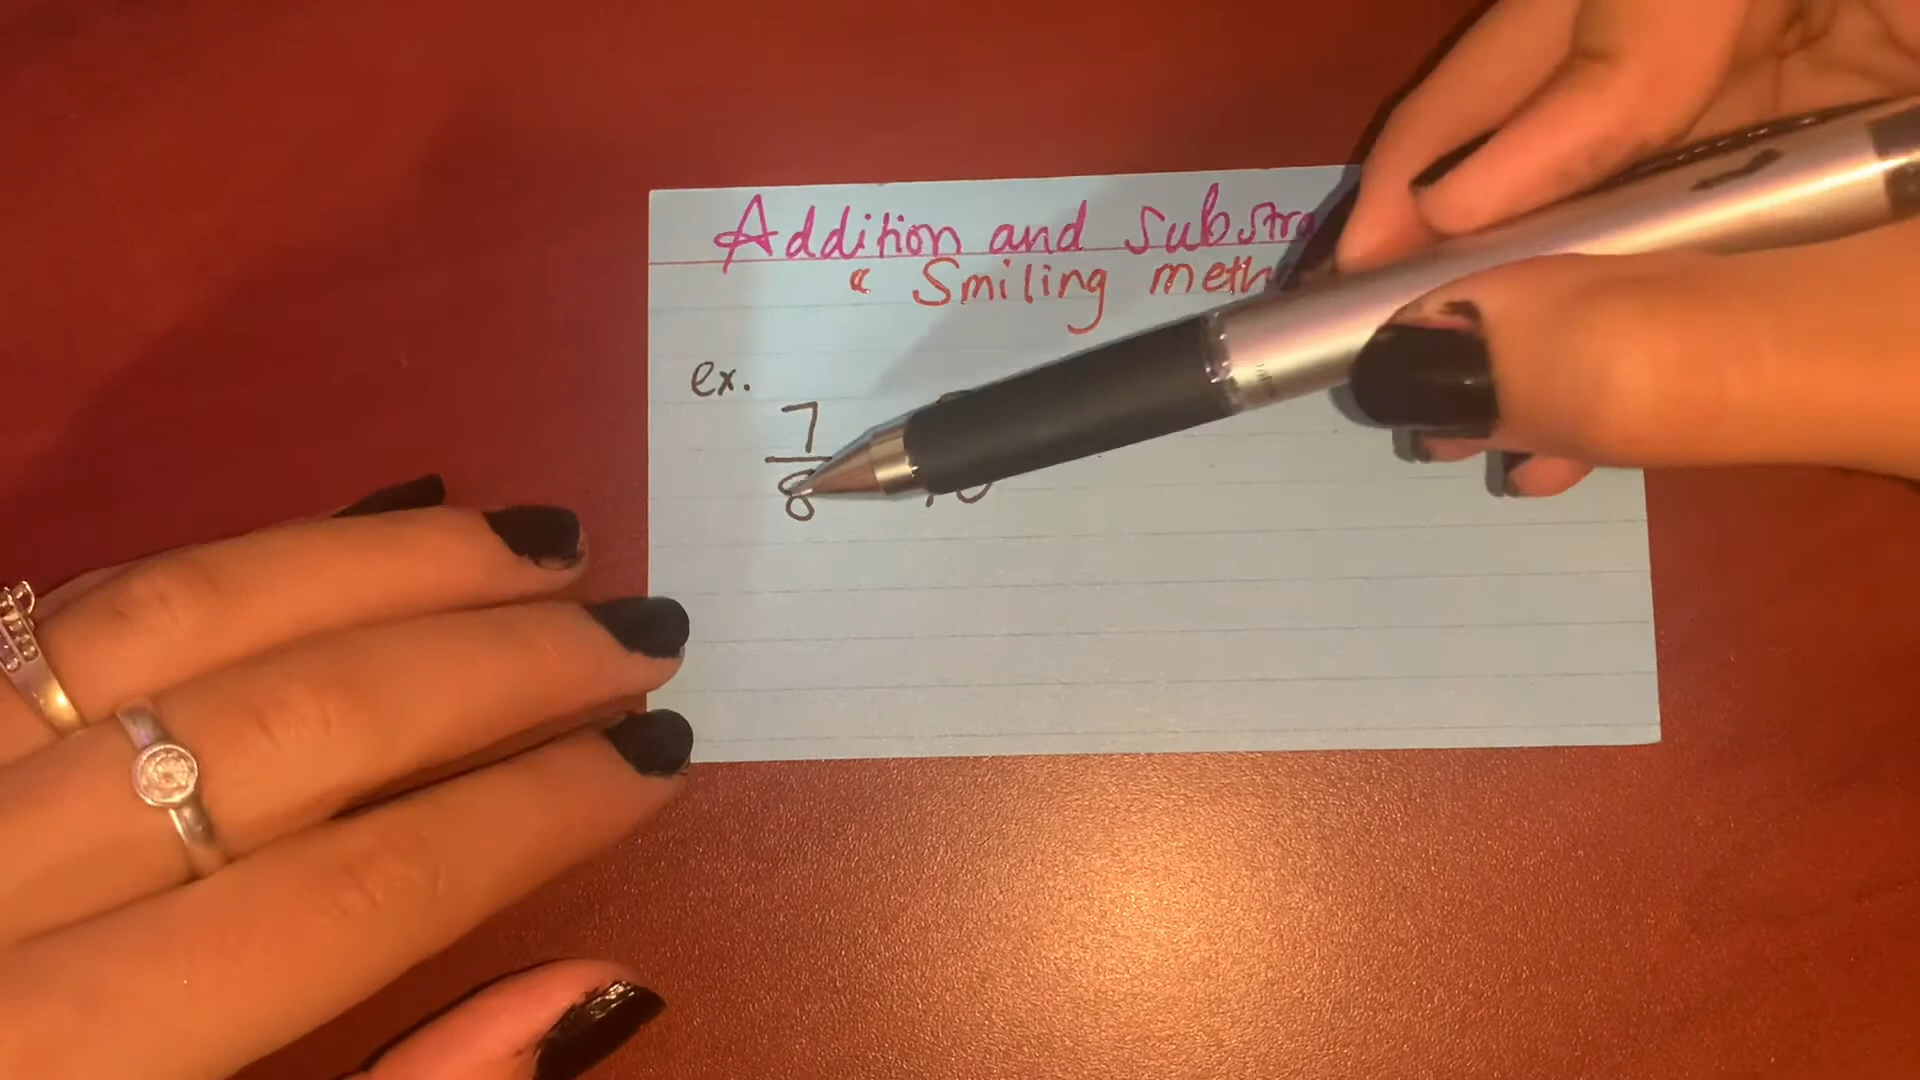 Addition and Substra
" Smiling meth
ex.
7
8